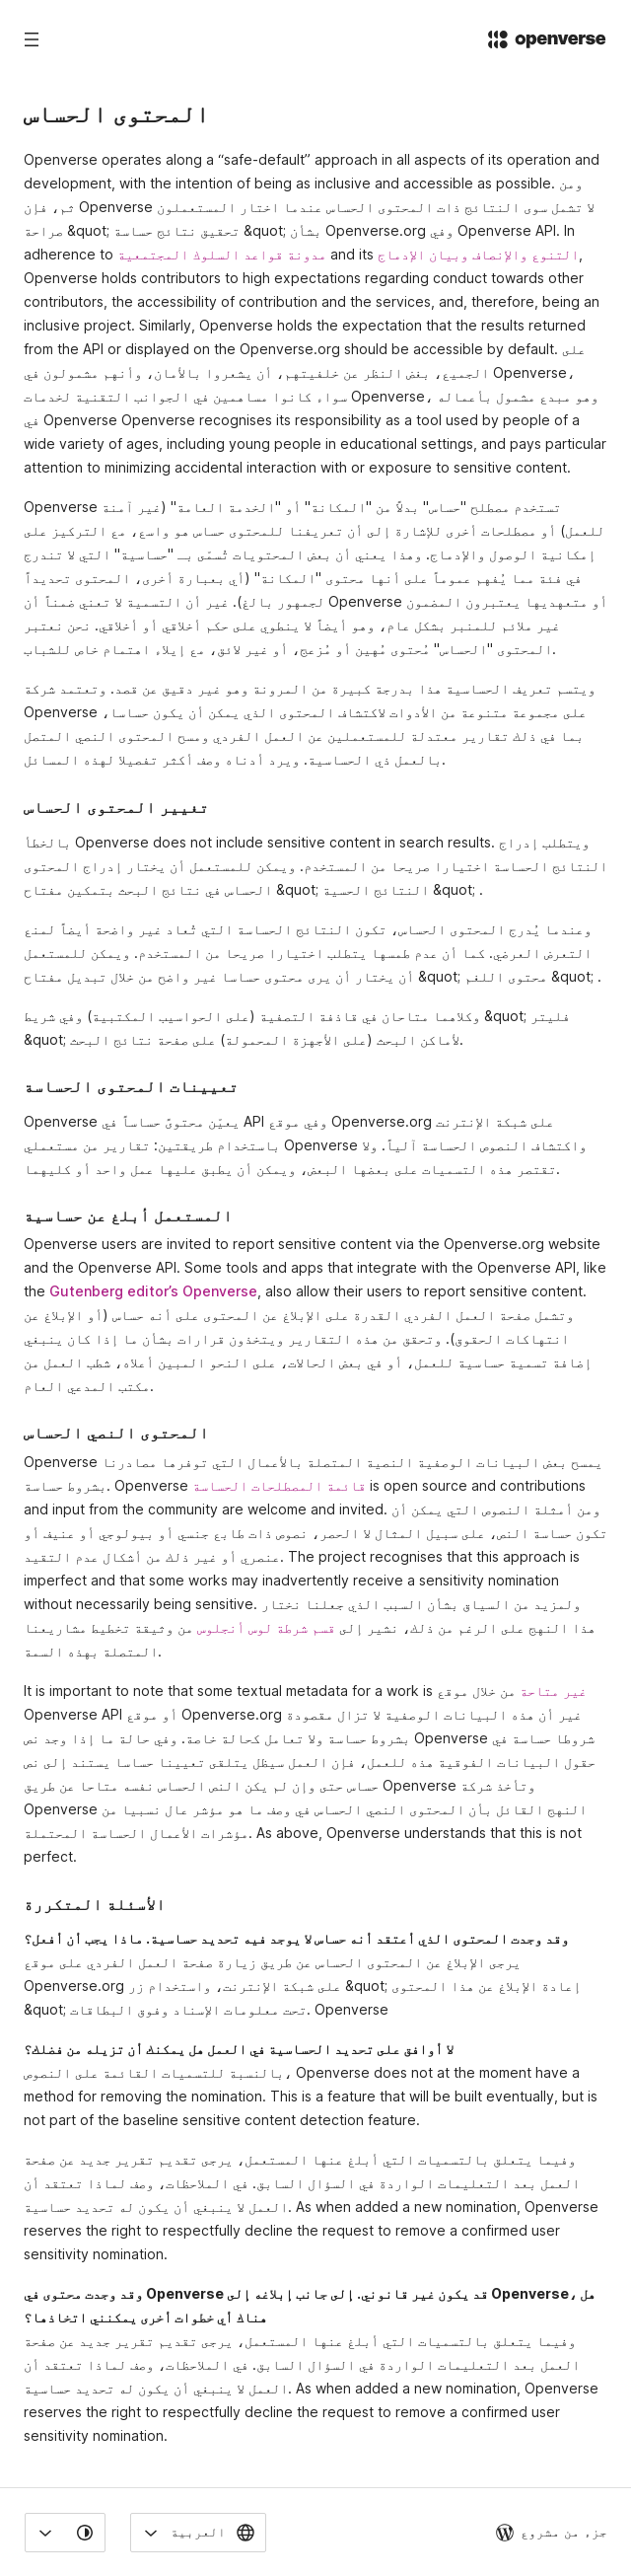 openverse
المحتوى الحساس
Openverse operates along a “safe-default” approach in all aspects of its operation and
development, with the intention of being as inclusive and accessible as possible. ومن
ثم، فإن Openverse لا تشمل سوى النتائج ذات المحتوى الحساس عندما اختار المستعملون
صراحة &quot; تحقيق نتائج حساسة &quot; بشأن Openverse.org وفي Openverse API. In
adherence to مدونة قواعد السلوك المجتمعية and its التنوع والإنصاف وبيان الإدماج,
Openverse holds contributors to high expectations regarding conduct towards other
contributors, the accessibility of contribution and the services, and, therefore, being an
inclusive project. Similarly, Openverse holds the expectation that the results returned
from the API or displayed on the Openverse.org should be accessible by default. على
الجميع، بغض النظر عن خلفيتهم، أن يشعروا بالأمان، وأنهم مشمولون في Openverse،
سواء كانوا مساهمين في الجوانب التقنية لخدمات Openverse، وهو مبدع مشمول بأعماله
في Openverse Openverse recognises its responsibility as a tool used by people of a
wide variety of ages, including young people in educational settings, and pays particular
attention to minimizing accidental interaction with or exposure to sensitive content.
Openverse تستخدم مصطلح "حساس" بدلاً من "المكانة" أو "الخدمة العامة" (غير آمنة
للعمل) أو مصطلحات أخرى للإشارة إلى أن تعريفنا للمحتوى حساس هو واسع، مع التركيز على
إمكانية الوصول والإدماج. وهذا يعني أن بعض المحتويات تُسمّى بـ "حساسية" التي لا تندرج
في فئة مما يُفهم عموماً على أنها محتوى "المكانة" (أي بعبارة أخرى، المحتوى تحديداً
لجمهور بالغ). غير أن التسمية لا تعني ضمناً أن Openverse أو متعهديها يعتبرون المضمون
غير ملائم للمنبر بشكل عام، وهو أيضاً لا ينطوي على حكم أخلاقي أو أخلاقي. نحن نعتبر
المحتوى "الحساس" مُحتوى مُهين أو مُزعج، أو غير لائق، مع إيلاء اهتمام خاص للشباب.
ويتسم تعريف الحساسية هذا بدرجة كبيرة من المرونة وهو غير دقيق عن قصد. وتعتمد شركة
Openverse على مجموعة متنوعة من الأدوات لاكتشاف المحتوى الذي يمكن أن يكون حساسا،
بما في ذلك تقارير معتدلة للمستعملين عن العمل الفردي ومسح المحتوى النصي المتصل
بالعمل ذي الحساسية. ويرد أدناه وصف أكثر تفصيلا لهذه المسائل.
تغيير المحتوى الحساس
بالخطأ Openverse does not include sensitive content in search results. ويتطلب إدراج
النتائج الحساسة اختيارا صريحا من المستخدم. ويمكن للمستعمل أن يختار إدراج المحتوى
الحساس في نتائج البحث بتمكين مفتاح &quot; النتائج الحسية &quot; .
وعندما يُدرج المحتوى الحساس، تكون النتائج الحساسة التي تُعاد غير واضحة أيضاً لمنع
التعرض العرضي. كما أن عدم طمسها يتطلب اختيارا صريحا من المستخدم. ويمكن للمستعمل
أن يختار أن يرى محتوى حساسا غير واضح من خلال تبديل مفتاح &quot; محتوى اللغم &quot; .
وكلاهما متاحان في قاذفة التصفية (على الحواسيب المكتبية) وفي شريط &quot; فليتر
&quot; لأماكن البحث (على الأجهزة المحمولة) على صفحة نتائج البحث.
تعيينات المحتوى الحساسة
Openverse يعيّن محتوىً حساساً في API وفي موقع Openverse.org على شبكة الإنترنت
باستخدام طريقتين: تقارير من مستعملي Openverse واكتشاف النصوص الحساسة آلياً. ولا
تقتصر هذه التسميات على بعضها البعض، ويمكن أن يطبق عليها عمل واحد أو كليهما.
المستعمل أبلغ عن حساسية
Openverse users are invited to report sensitive content via the Openverse.org website
and the Openverse API. Some tools and apps that integrate with the Openverse API, like
the Gutenberg editor’s Openverse, also allow their users to report sensitive content.
وتشمل صفحة العمل الفردي القدرة على الإبلاغ عن المحتوى على أنه حساس (أو الإبلاغ عن
انتهاكات الحقوق). وتحقق من هذه التقارير ويتخذون قرارات بشأن ما إذا كان ينبغي
إضافة تسمية حساسية للعمل، أو في بعض الحالات، على النحو المبين أعلاه، شطب العمل من
مكتب المدعي العام.
المحتوى النصي الحساس
Openverse يمسح بعض البيانات الوصفية النصية المتصلة بالأعمال التي توفرها مصادرنا
بشروط حساسة. Openverse قائمة المصطلحات الحساسة is open source and contributions
and input from the community are welcome and invited. ومن أمثلة النصوص التي يمكن أن
تكون حساسة النص، على سبيل المثال لا الحصر، نصوص ذات طابع جنسي أو بيولوجي أو عنيف أو
عنصري أو غير ذلك من أشكال عدم التقيد. The project recognises that this approach is
imperfect and that some works may inadvertently receive a sensitivity nomination
without necessarily being sensitive. ولمزيد من السياق بشأن السبب الذي جعلنا نختار
هذا النهج على الرغم من ذلك، نشير إلى قسم شرطة لوس أنجلوس من وثيقة تخطيط مشاريعنا
المتصلة بهذه السمة.
It is important to note that some textual metadata for a work is غير متاحة من خلال موقع
Openverse API أو موقع Openverse.org غير أن هذه البيانات الوصفية لا تزال مقصودة
بشروط حساسة ولا تعامل كحالة خاصة. وفي حالة ما إذا وجد نص Openverse شروطا حساسة في
حقول البيانات الفوقية هذه للعمل، فإن العمل سيظل يتلقى تعيينا حساسا يستند إلى نص
حساس حتى وإن لم يكن النص الحساس نفسه متاحا عن طريق Openverse وتأخذ شركة
Openverse النهج القائل بأن المحتوى النصي الحساس في وصف ما هو مؤشر عال نسبيا من
مؤشرات الأعمال الحساسة المحتملة. As above, Openverse understands that this is not
perfect.
الأسئلة المتكررة
وقد وجدت المحتوى الذي أعتقد أنه حساس لا يوجد فيه تحديد حساسية. ماذا يجب أن أفعل؟
يرجى الإبلاغ عن المحتوى الحساس عن طريق زيارة صفحة العمل الفردي على موقع
Openverse.org على شبكة الإنترنت، واستخدام زر &quot; إعادة الإبلاغ عن هذا المحتوى
&quot; تحت معلومات الإسناد وفوق البطاقات. Openverse
لا أوافق على تحديد الحساسية في العمل هل يمكنك أن تزيله من فضلك؟
بالنسبة للتسميات القائمة على النصوص، Openverse does not at the moment have a
method for removing the nomination. This is a feature that will be built eventually, but is
not part of the baseline sensitive content detection feature.
وفيما يتعلق بالتسميات التي أبلغ عنها المستعمل، يرجى تقديم تقرير جديد عن صفحة
العمل بعد التعليمات الواردة في السؤال السابق. في الملاحظات، وصف لماذا تعتقد أن
العمل لا ينبغي أن يكون له تحديد حساسية. As when added a new nomination, Openverse
reserves the right to respectfully decline the request to remove a confirmed user
sensitivity nomination.
وقد وجدت محتوى في Openverse قد يكون غير قانوني. إلى جانب إبلاغه إلى Openverse، هل
هناك أي خطوات أخرى يمكنني اتخاذها؟
وفيما يتعلق بالتسميات التي أبلغ عنها المستعمل، يرجى تقديم تقرير جديد عن صفحة
العمل بعد التعليمات الواردة في السؤال السابق. في الملاحظات، وصف لماذا تعتقد أن
العمل لا ينبغي أن يكون له تحديد حساسية. As when added a new nomination, Openverse
reserves the right to respectfully decline the request to remove a confirmed user
sensitivity nomination.
جزء من مشروع
العربية